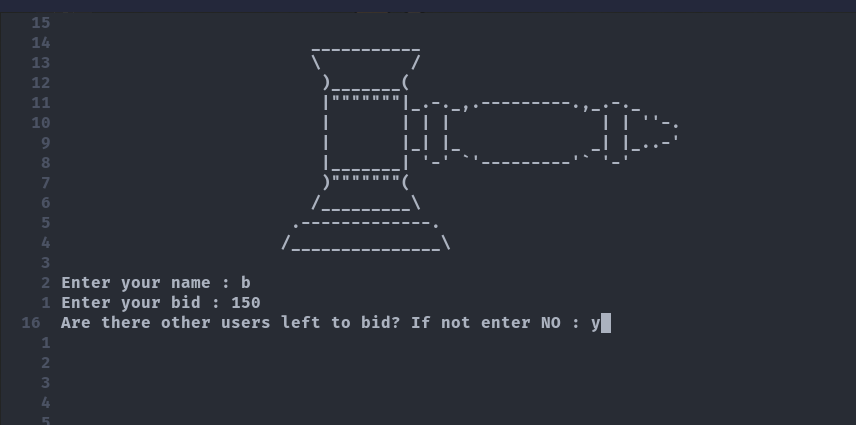 15
14                           ___________
13                           \         /
12                            )_______(
11                            |"""""""|_.-._,.---------.,_.-._
10                            |       | | |               | | ''-.
9                            |       |_| |_             _| |_..-'
8                            |_______| '-' `'---------'` '-'
7                            )"""""""(
6                           /_________\
5                         .-------------.
4                        /_______________\
3
2 Enter your name : b
1 Enter your bid : 150
16 Are there other users left to bid? If not enter NO : y
1
2
3
4
5